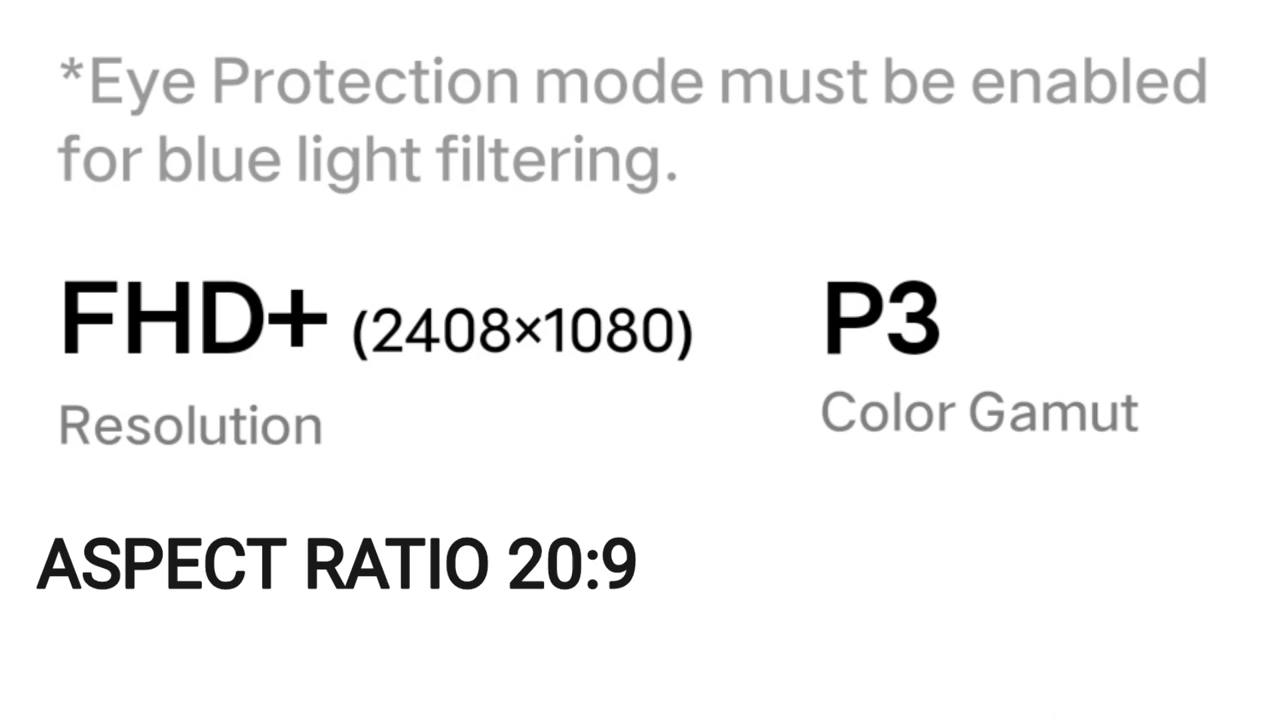 *Eye Protection mode must be enabled
for blue light filtering.
FHD+ (2408×1080)
Resolution
P3
Color Gamut
ASPECT RATIO 20:9